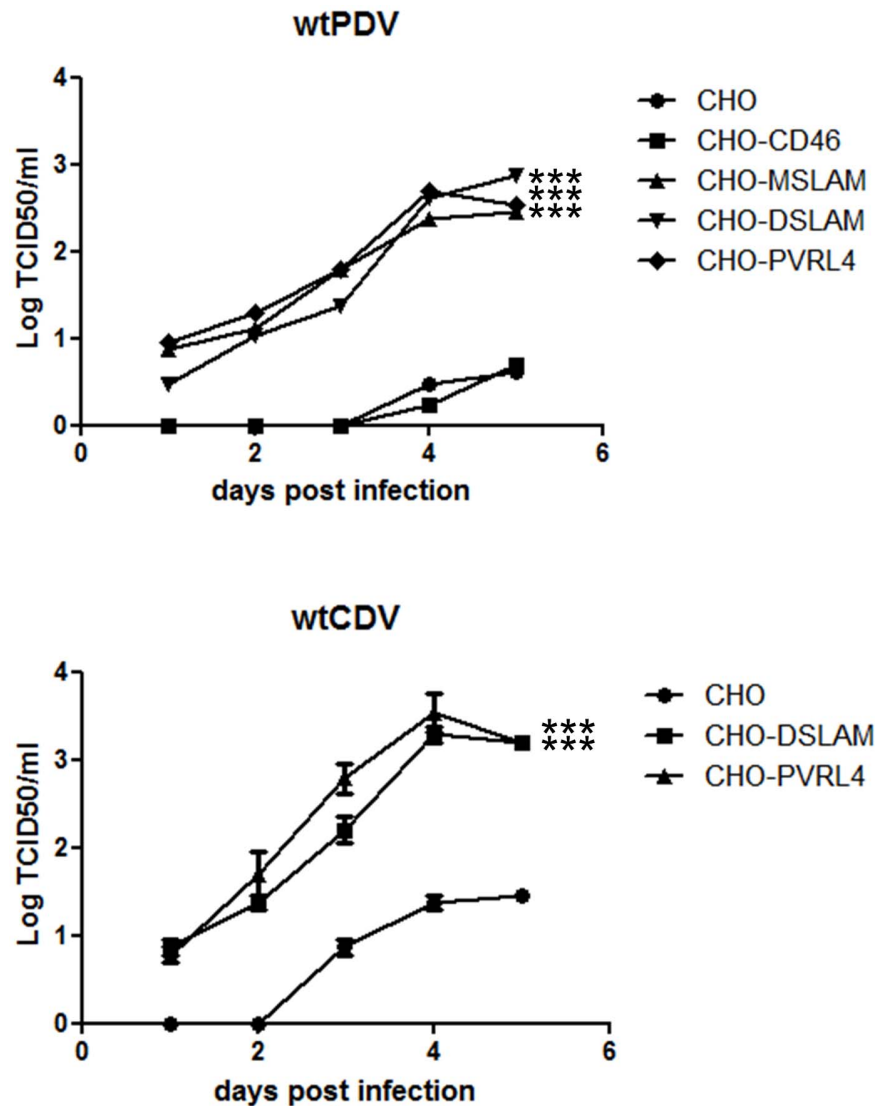 wtPDV
4
3
2
1
0
Log TCID50/ml
0
2
4
6
days post infection
CHO
CHO-CD46
CHO-MSLAM
CHO-DSLAM
CHO-PVRL4
***
***
***
wtCDV
4
3
2
1
0
Log TCID50/ml
0
2
4
6
days post infection
CHO
CHO-DSLAM
CHO-PVRL4
***
***